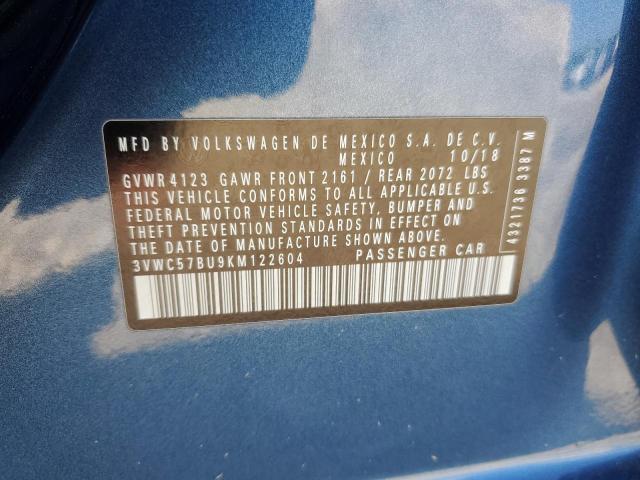 MFD BY VOLKSWAGEN DE MEXICO S.A. DE C.V.
MEXICO 10/18
GVWR 4123 GAWR FRONT 2161 / REAR 2072 LBS
THIS VEHICLE CONFORMS TO ALL APPLICABLE U.S.
FEDERAL MOTOR VEHICLE SAFETY, BUMPER AND
THEFT PREVENTION STANDARDS IN EFFECT ON
THE DATE OF MANUFACTURE SHOWN ABOVE.
3VWC57BU9KM122604 PASSENGER CAR
4321736 3387 M